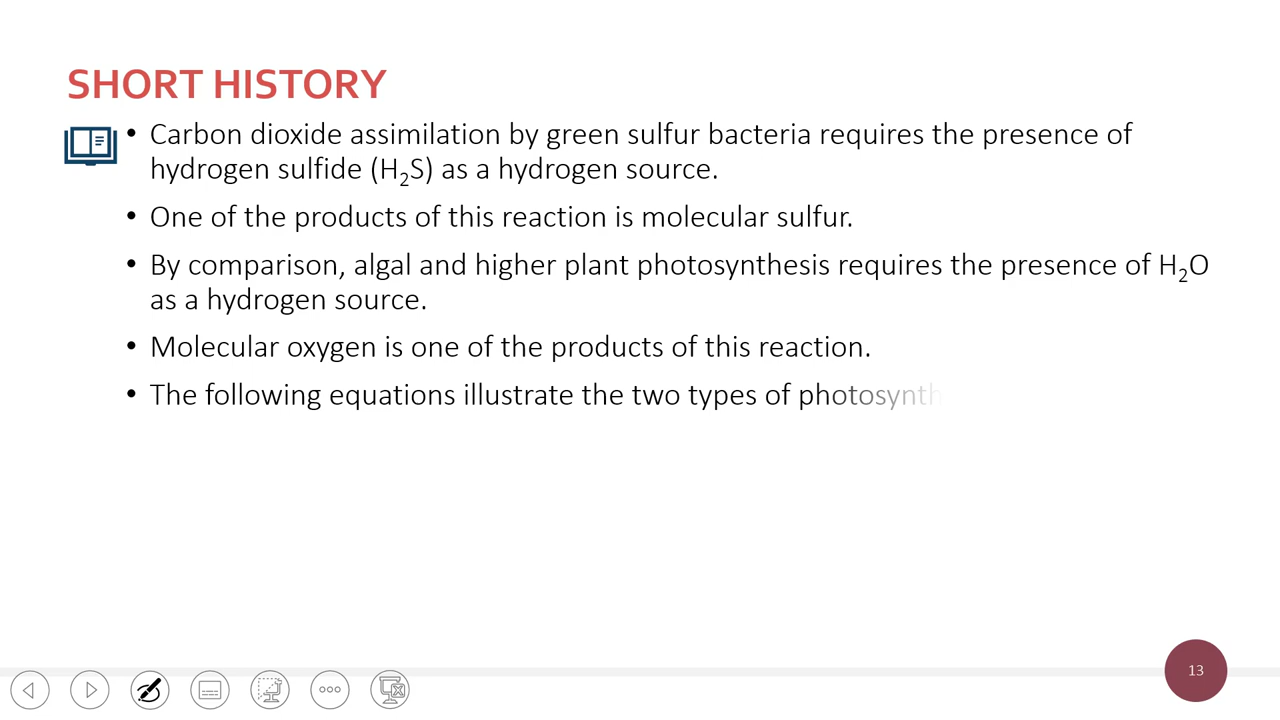 SHORT HISTORY
• Carbon dioxide assimilation by green sulfur bacteria requires the presence of
hydrogen sulfide (H₂S) as a hydrogen source.
• One of the products of this reaction is molecular sulfur.
• By comparison, algal and higher plant photosynthesis requires the presence of H₂O
as a hydrogen source.
• Molecular oxygen is one of the products of this reaction.
• The following equations illustrate the two types of photosynth
13